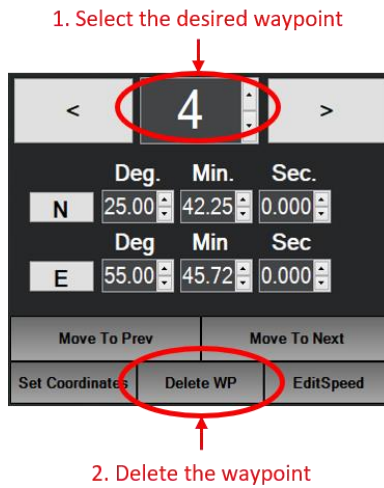 1. Select the desired waypoint
< 4 >
Deg. Min. Sec.
N 25.00 42.25 0.000
Deg Min Sec
E 55.00 45.72 0.000
Move To Prev Move To Next
Set Coordinates Delete WP EditSpeed
2. Delete the waypoint